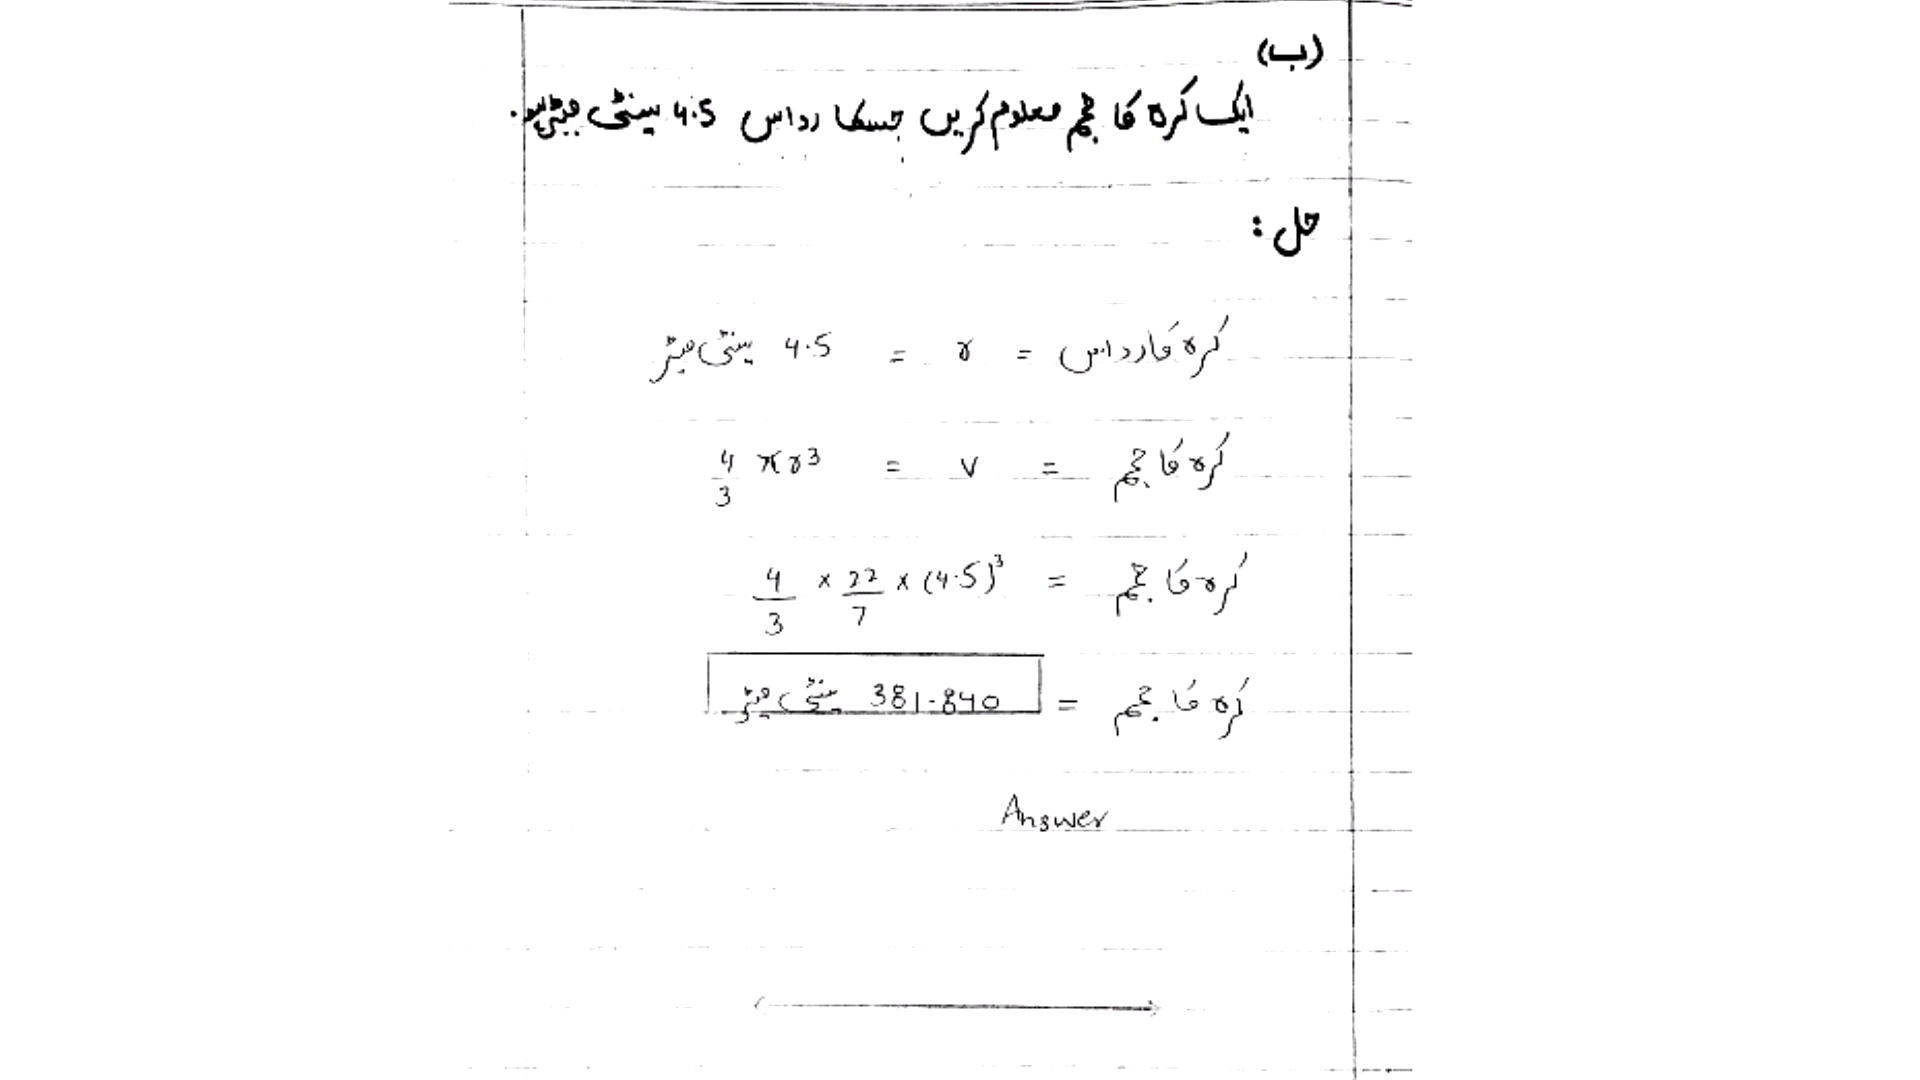 (ب)
ایک کرہ کا حجم معلوم کریں جسکا رداس 4.5 سینٹی میٹر ہو.
حل :
کرہ کا رداس = r = 4.5 سینٹی میٹر
کرہ کا حجم = v = 4/3 πr³
کرہ کا حجم = 4/3 × 22/7 × (4.5)³
کرہ کا حجم = 381.840 سینٹی میٹر
Answer